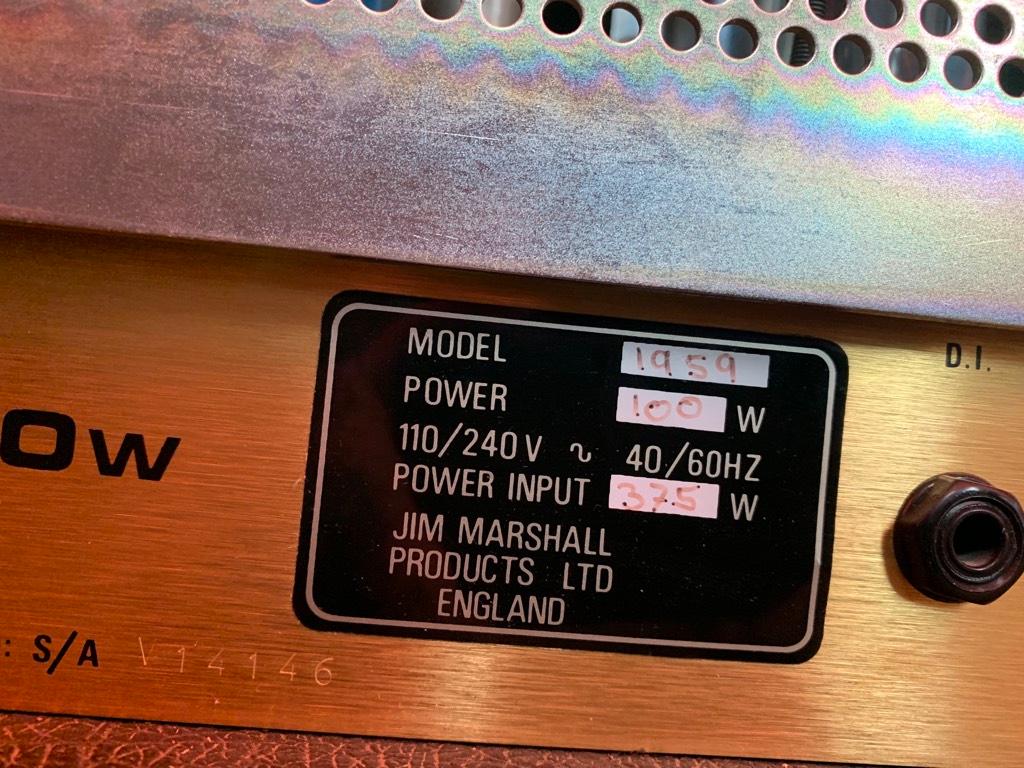 D.I.
MODEL 1959
POWER 100 W
110/240V ~ 40/60HZ
POWER INPUT 375 W
JIM MARSHALL
PRODUCTS LTD
ENGLAND
ow
: S/A V14146